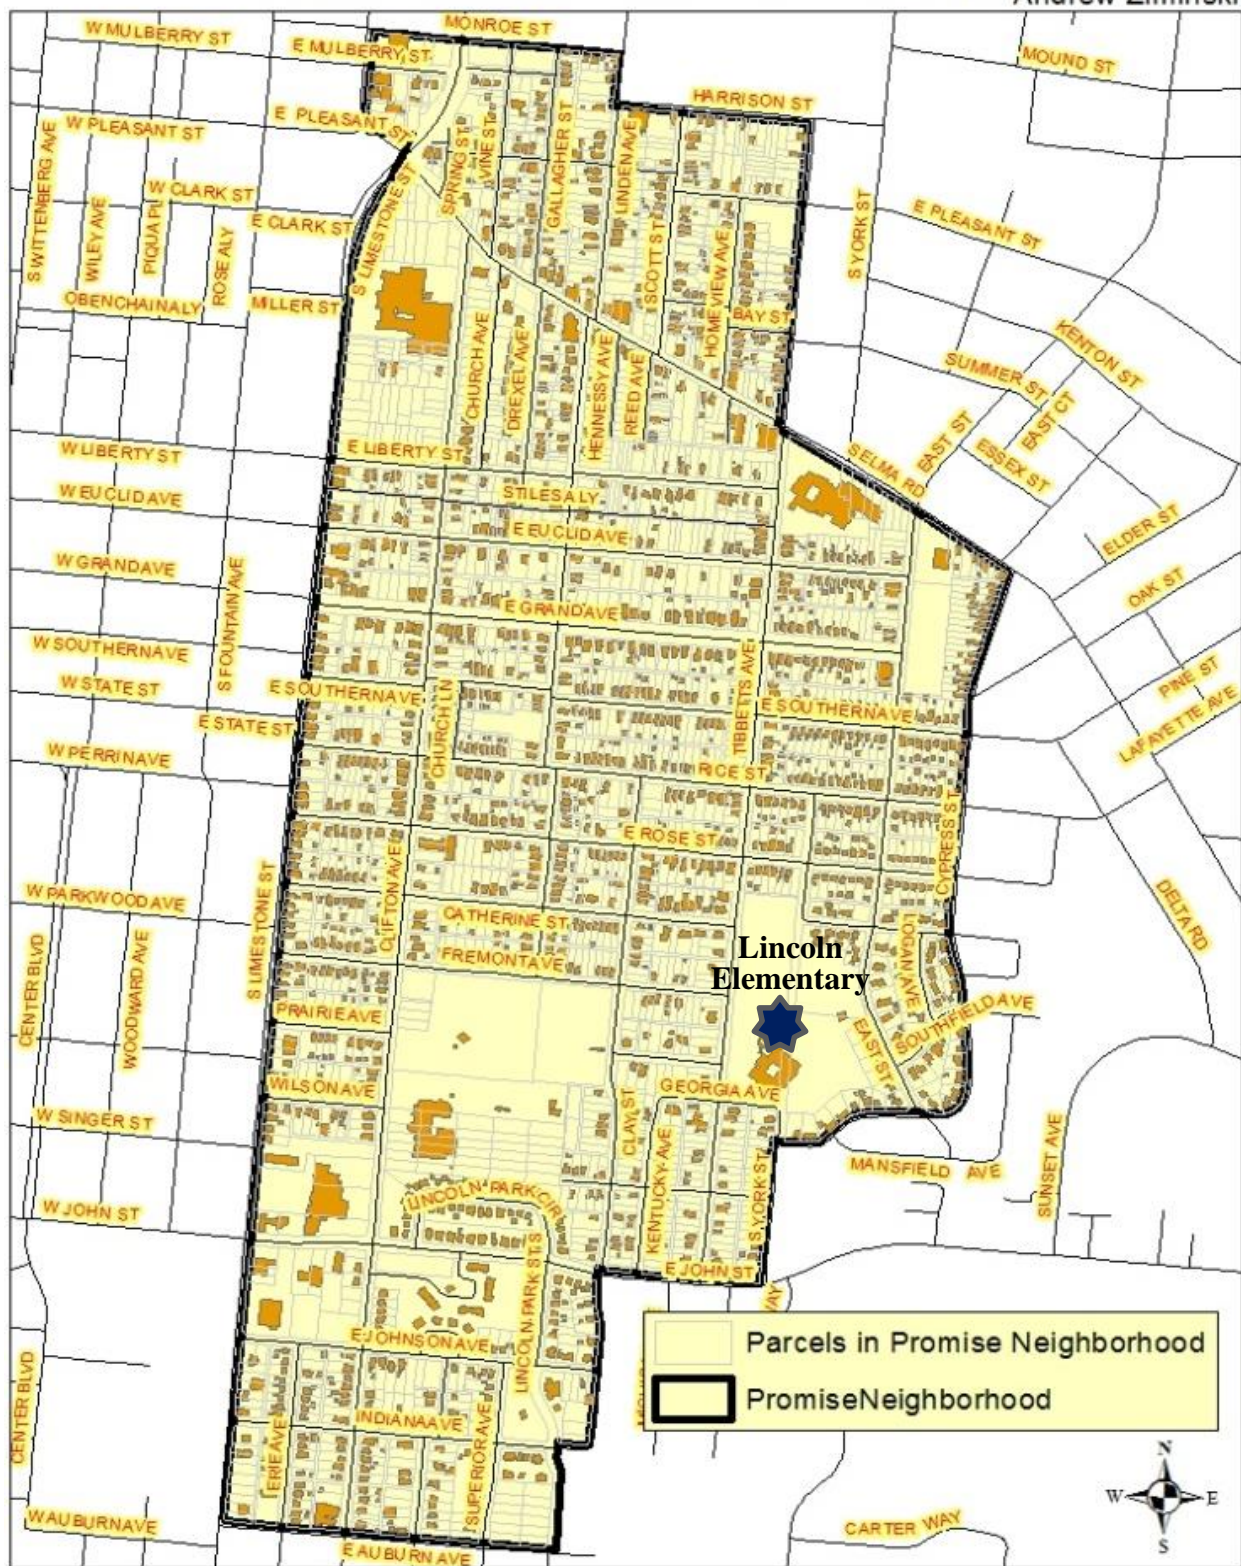 MONROE ST
W MULBERRY ST
E MULBERRY ST
MOUND ST
HARRISON ST
W PLEASANT ST
E PLEASANT ST
S WITTENBERG AVE
WILEY AVE
PIQUA PL
W CLARK ST
ROSE ALY
E CLARK ST
S LIMESTONE ST
SPRING ST
VINE ST
GALLAGHER ST
LINDEN AVE
SCOTT ST
HOMEVIEW AVE
BAY ST
S YORK ST
E PLEASANT ST
OBENCHAIN ALY
MILLER ST
CHURCH AVE
DREXEL AVE
HENNESSY AVE
REED AVE
KENTON ST
SUMMER ST
EAST CT
EAST ST
ESSEX ST
SELMA RD
W LIBERTY ST
E LIBERTY ST
W EUCLID AVE
STILES ALY
E EUCLID AVE
ELDER ST
OAK ST
W GRAND AVE
E GRAND AVE
S FOUNTAIN AVE
W SOUTHERN AVE
E SOUTHERN AVE
TIBBETTS AVE
E SOUTHERN AVE
PINE ST
LAFAYETTE AVE
W STATE ST
E STATE ST
CHURCH LN
W PERRIN AVE
RICE ST
E ROSE ST
CYPRESS ST
DELTA RD
W PARKWOOD AVE
S LIMESTONE ST
CLIFTON AVE
CATHERINE ST
FREMONT AVE
Lincoln
Elementary
LOGAN AVE
SOUTHFIELD AVE
EAST ST
CENTER BLVD
WOODWARD AVE
PRAIRIE AVE
WILSON AVE
GEORGIA AVE
W SINGER ST
CLAY ST
KENTUCKY AVE
S YORK ST
MANSFIELD AVE
SUNSET AVE
W JOHN ST
LINCOLN PARK CIR
LINCOLN PARK ST S
E JOHN ST
WAY
E JOHNSON AVE
Parcels in Promise Neighborhood
PromiseNeighborhood
CENTER BLVD
INDIANA AVE
ERIE AVE
SUPERIOR AVE
N
W E
S
W AUBURN AVE
E AUBURN AVE
CARTER WAY